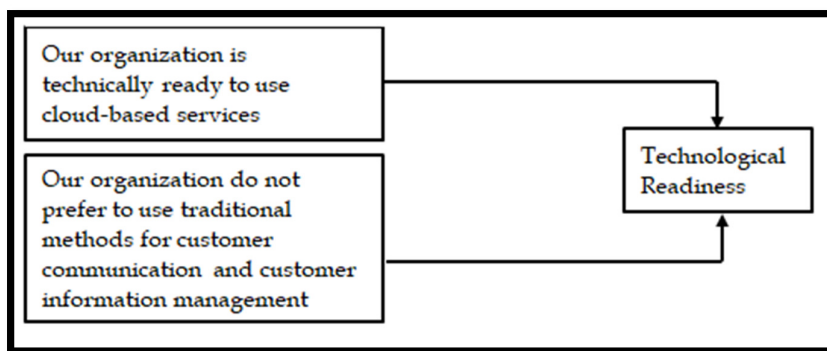 Our organization is
technically ready to use
cloud-based services
Our organization do not
prefer to use traditional
methods for customer
communication and customer
information management
Technological
Readiness